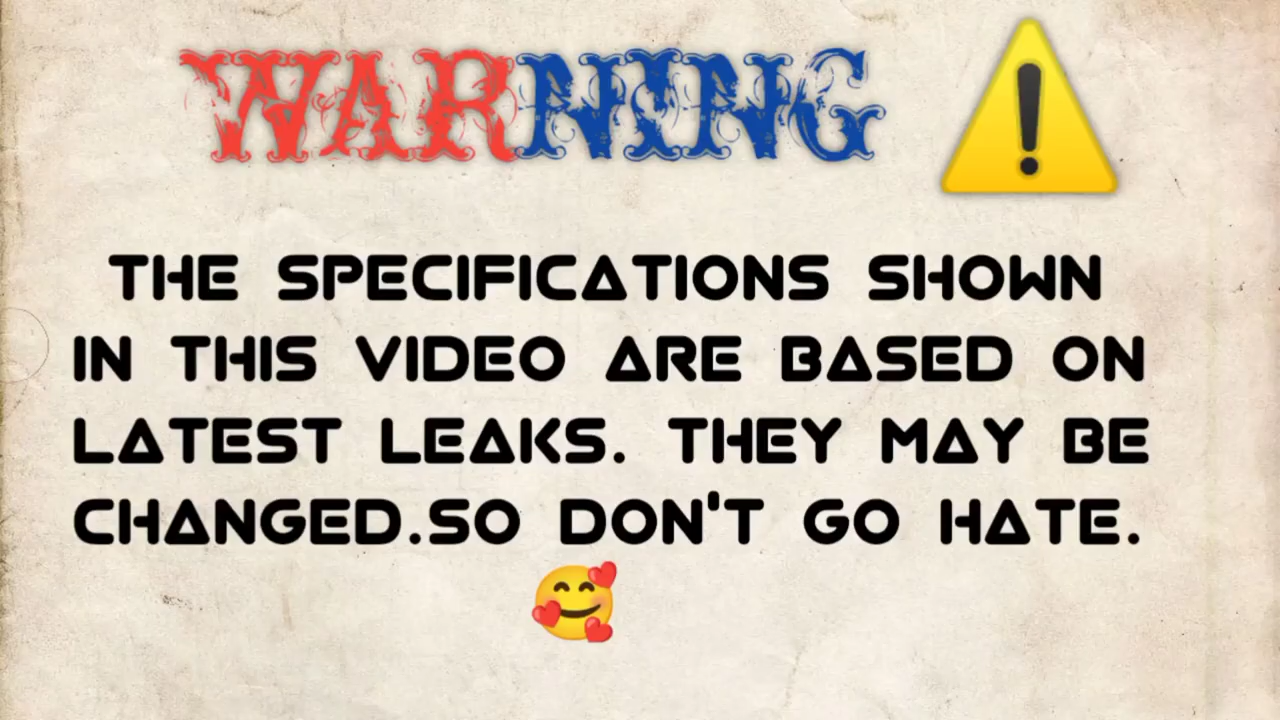 WARNING ⚠️
THE SPECIFICATIONS SHOWN
IN THIS VIDEO ARE BASED ON
LATEST LEAKS. THEY MAY BE
CHANGED.SO DON'T GO HATE.
🥰